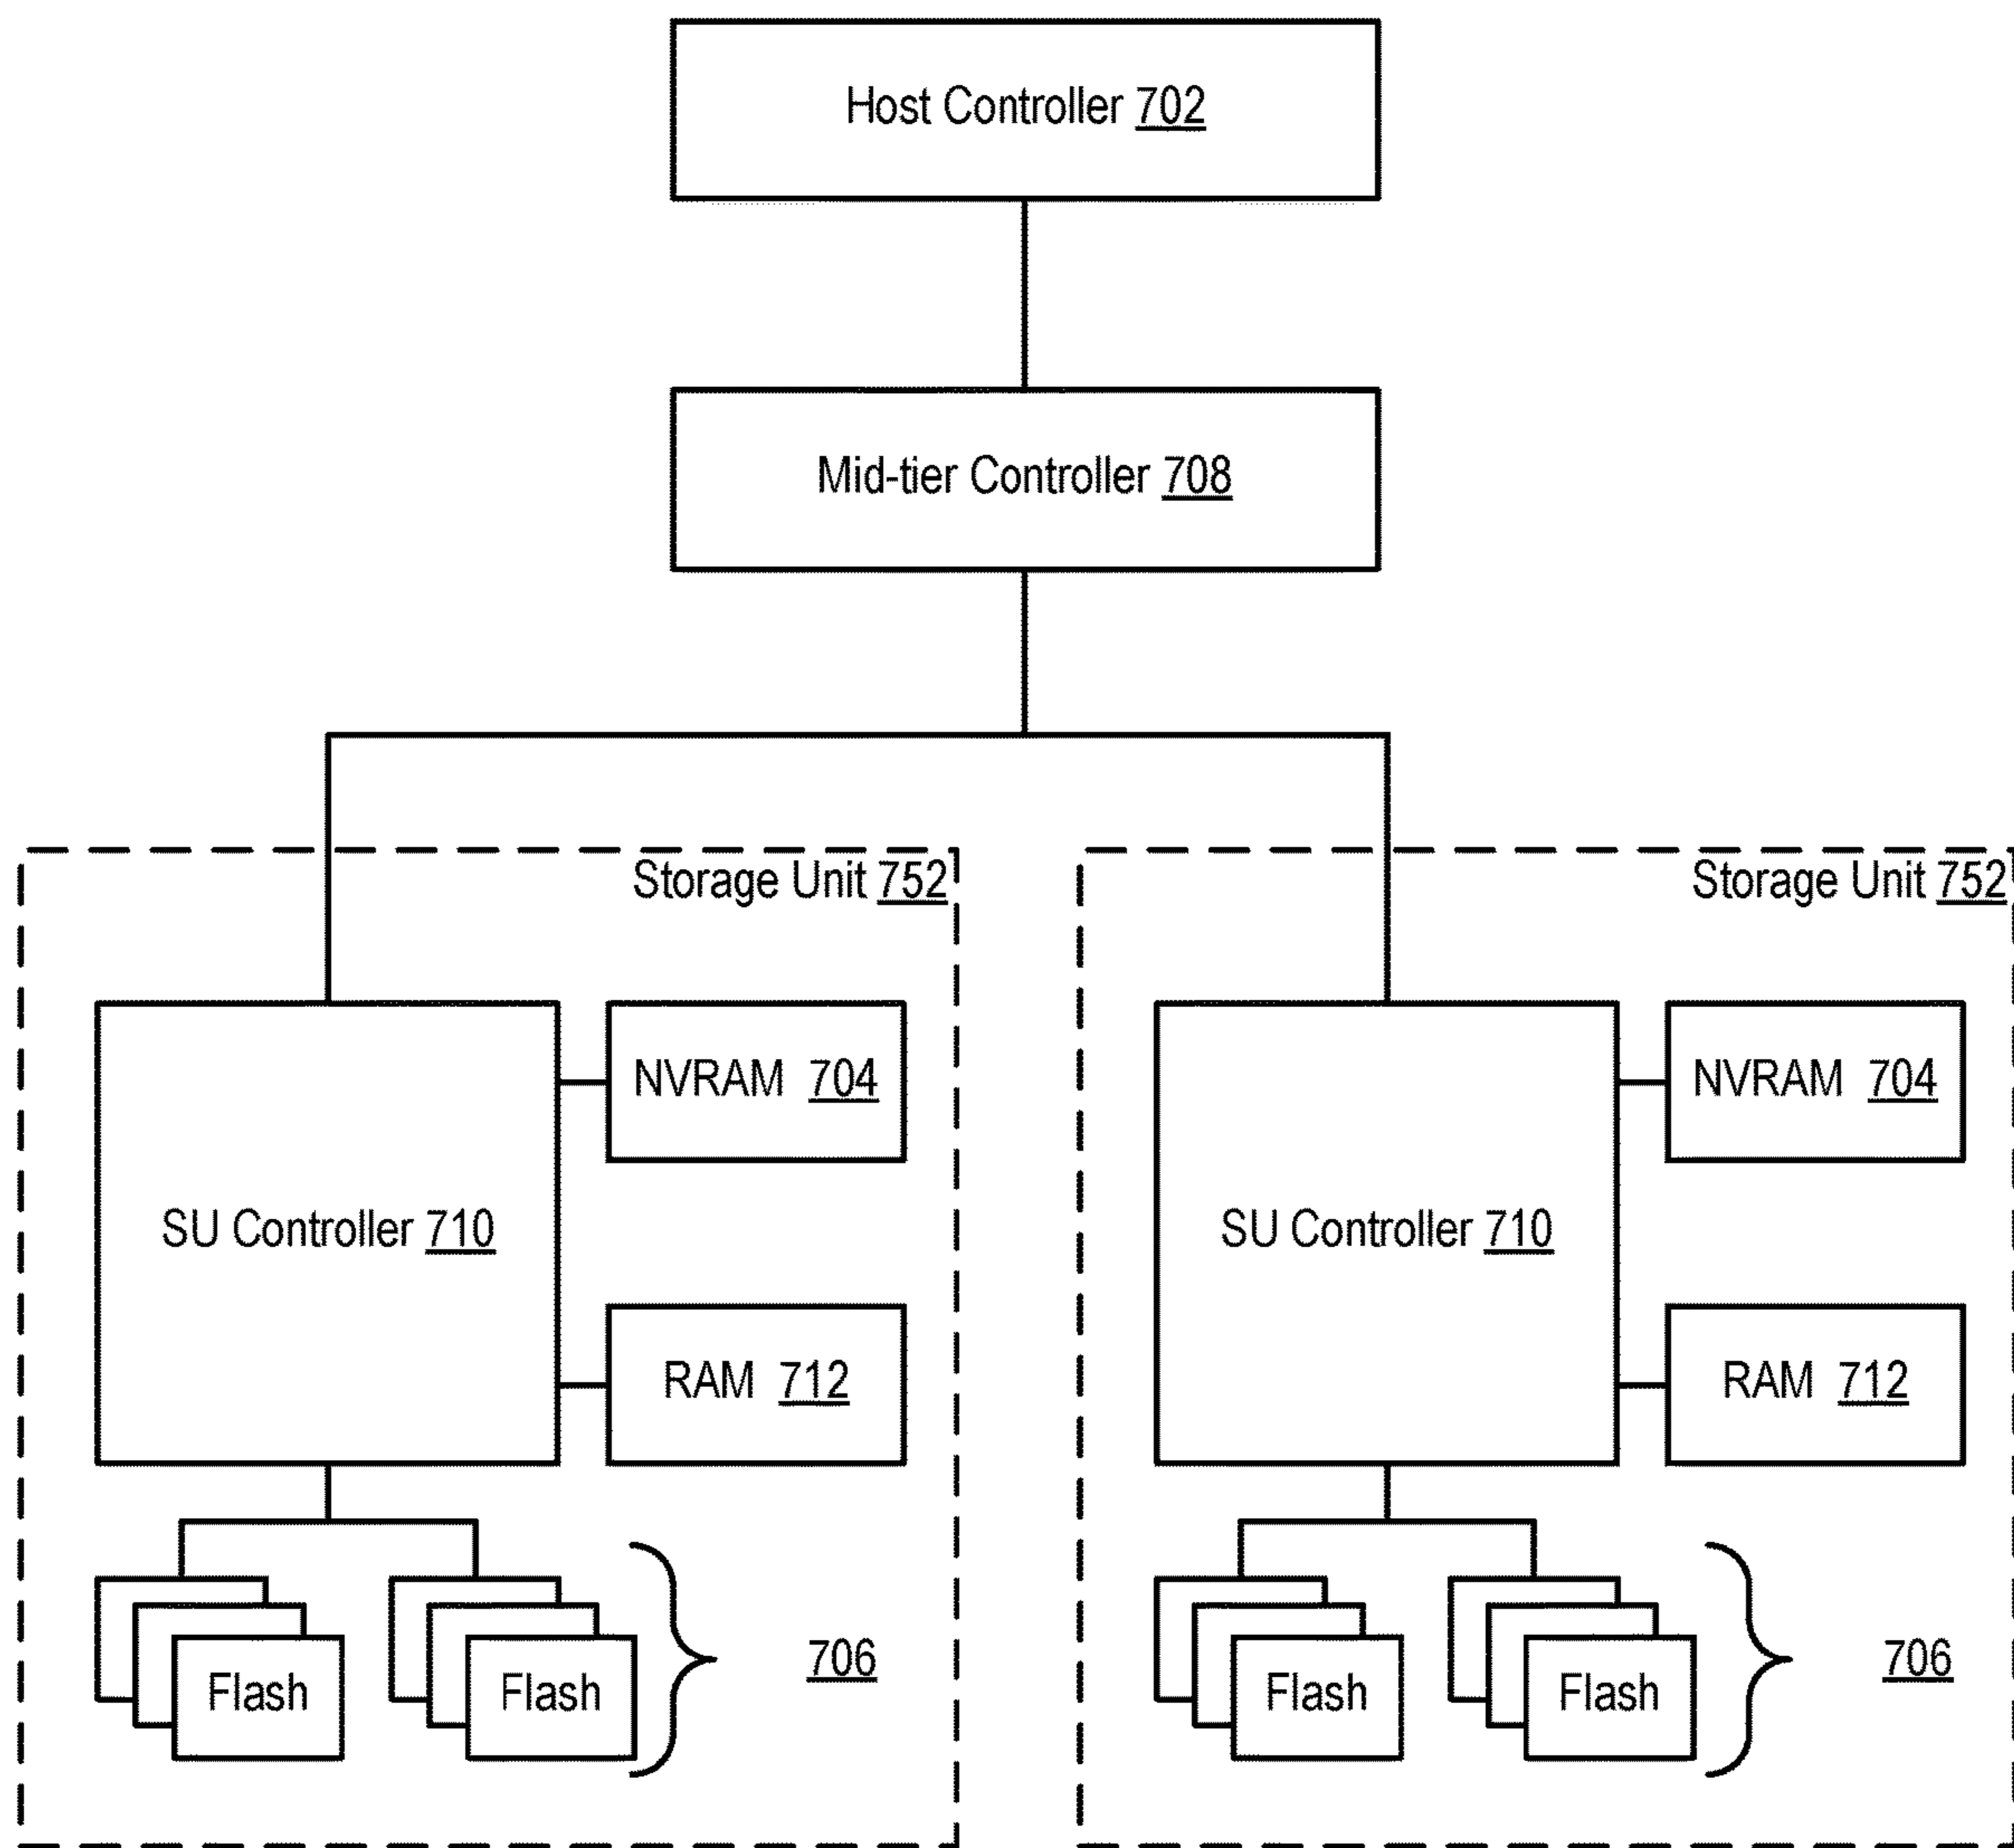 Host Controller 702
Mid-tier Controller 708
Storage Unit 752
NVRAM 704
SU Controller 710
RAM 712
Flash
Flash
706
Storage Unit 752
NVRAM 704
SU Controller 710
RAM 712
Flash
Flash
706